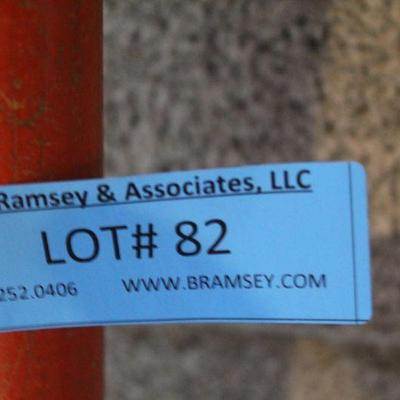 Ramsey & Associates, LLC
LOT# 82
252.0406 WWW.BRAMSEY.COM